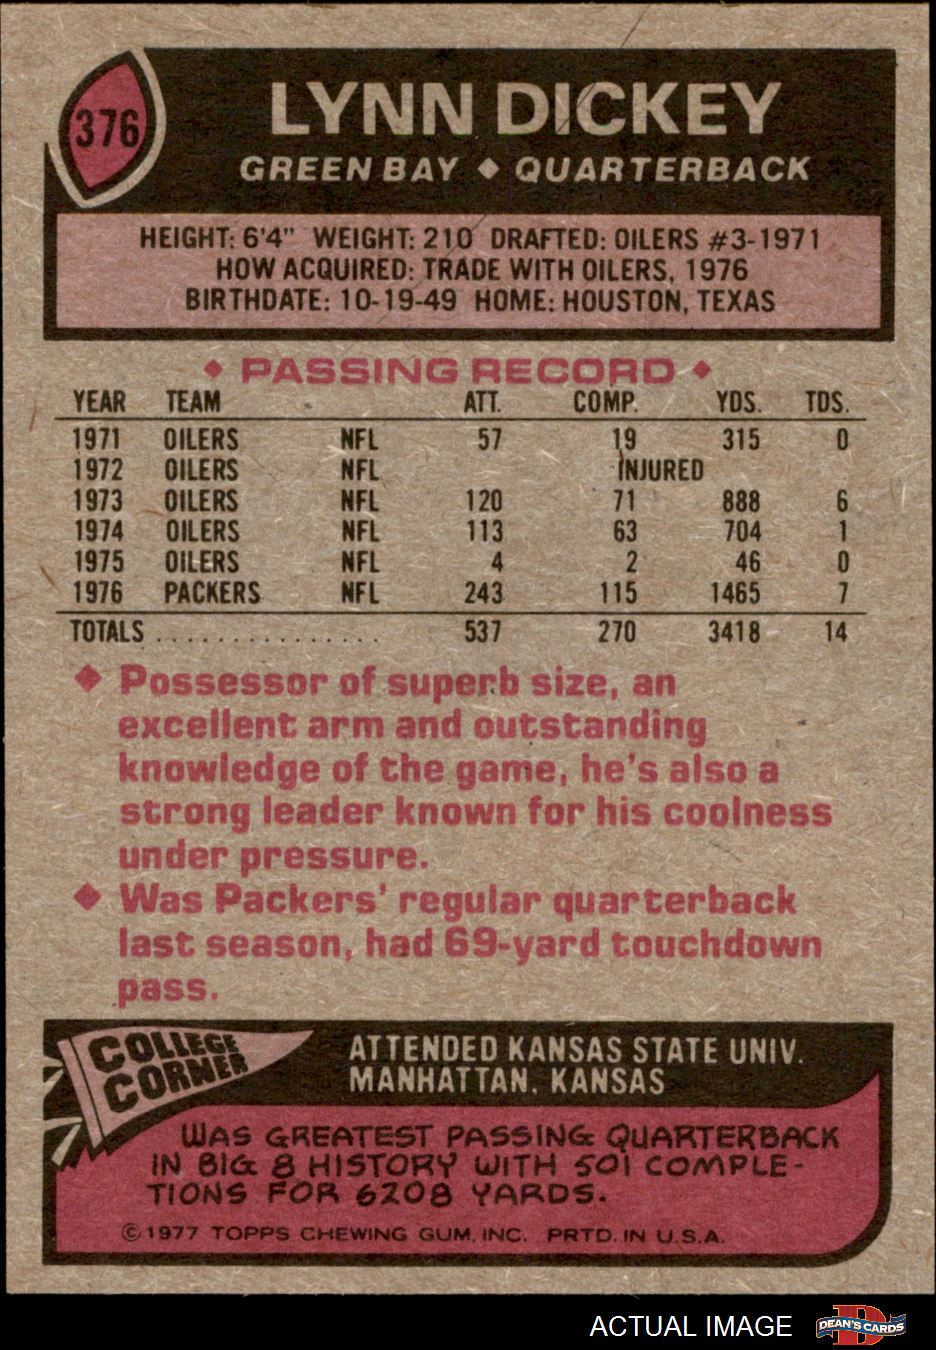 376
LYNN DICKEY
GREEN BAY ◆ QUARTERBACK
HEIGHT: 6'4" WEIGHT: 210 DRAFTED: OILERS #3-1971
HOW ACQUIRED: TRADE WITH OILERS, 1976
BIRTHDATE: 10-19-49 HOME: HOUSTON, TEXAS
◆ PASSING RECORD ◆
YEAR TEAM ATT. COMP. YDS. TDS.
1971 OILERS NFL 57 19 315 0
1972 OILERS NFL INJURED
1973 OILERS NFL 120 71 888 6
1974 OILERS NFL 113 63 704 1
1975 OILERS NFL 4 2 46 0
1976 PACKERS NFL 243 115 1465 7
TOTALS . . . . . . . . . . . . . . . . 537 270 3418 14
◆ Possessor of superb size, an
excellent arm and outstanding
knowledge of the game, he's also a
strong leader known for his coolness
under pressure.
◆ Was Packers' regular quarterback
last season, had 69-yard touchdown
pass.
COLLEGE
CORNER
ATTENDED KANSAS STATE UNIV.
MANHATTAN, KANSAS
WAS GREATEST PASSING QUARTERBACK
IN BIG 8 HISTORY WITH 501 COMPLE-
TIONS FOR 6208 YARDS.
©1977 TOPPS CHEWING GUM, INC. PRTD. IN U.S.A.
ACTUAL IMAGE
D
DEAN'S CARDS